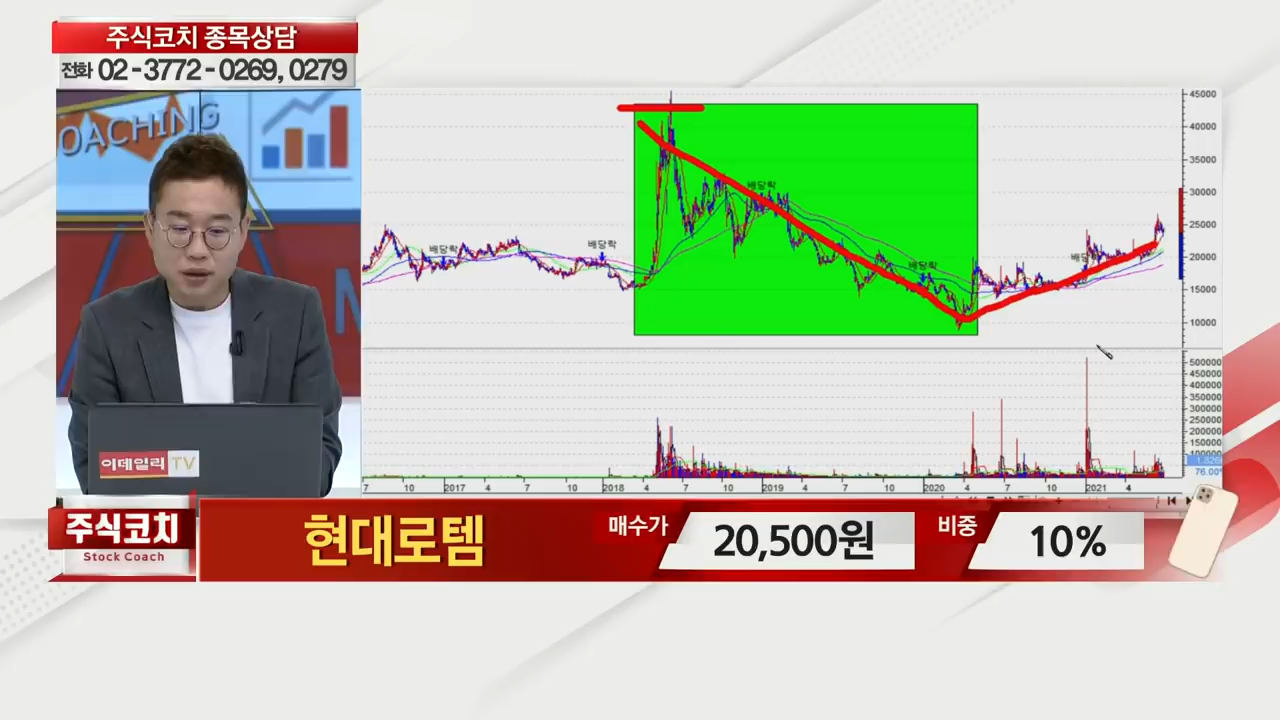 주식코치 종목상담
전화 02-3772-0269, 0279
OACHING
45000
40000
35000
30000
25000
20000
15000
10000
배당락
배당락
배당락
배당락
배당
500000
450000
400000
350000
300000
250000
200000
150000
100000
76.00
7 10 2017 4 7 10 2018 4 7 10 2019 4 7 10 2020 4 7 10 2021 4
이데일리 TV
주식코치
Stock Coach
현대로템
매수가
20,500원
비중
10%